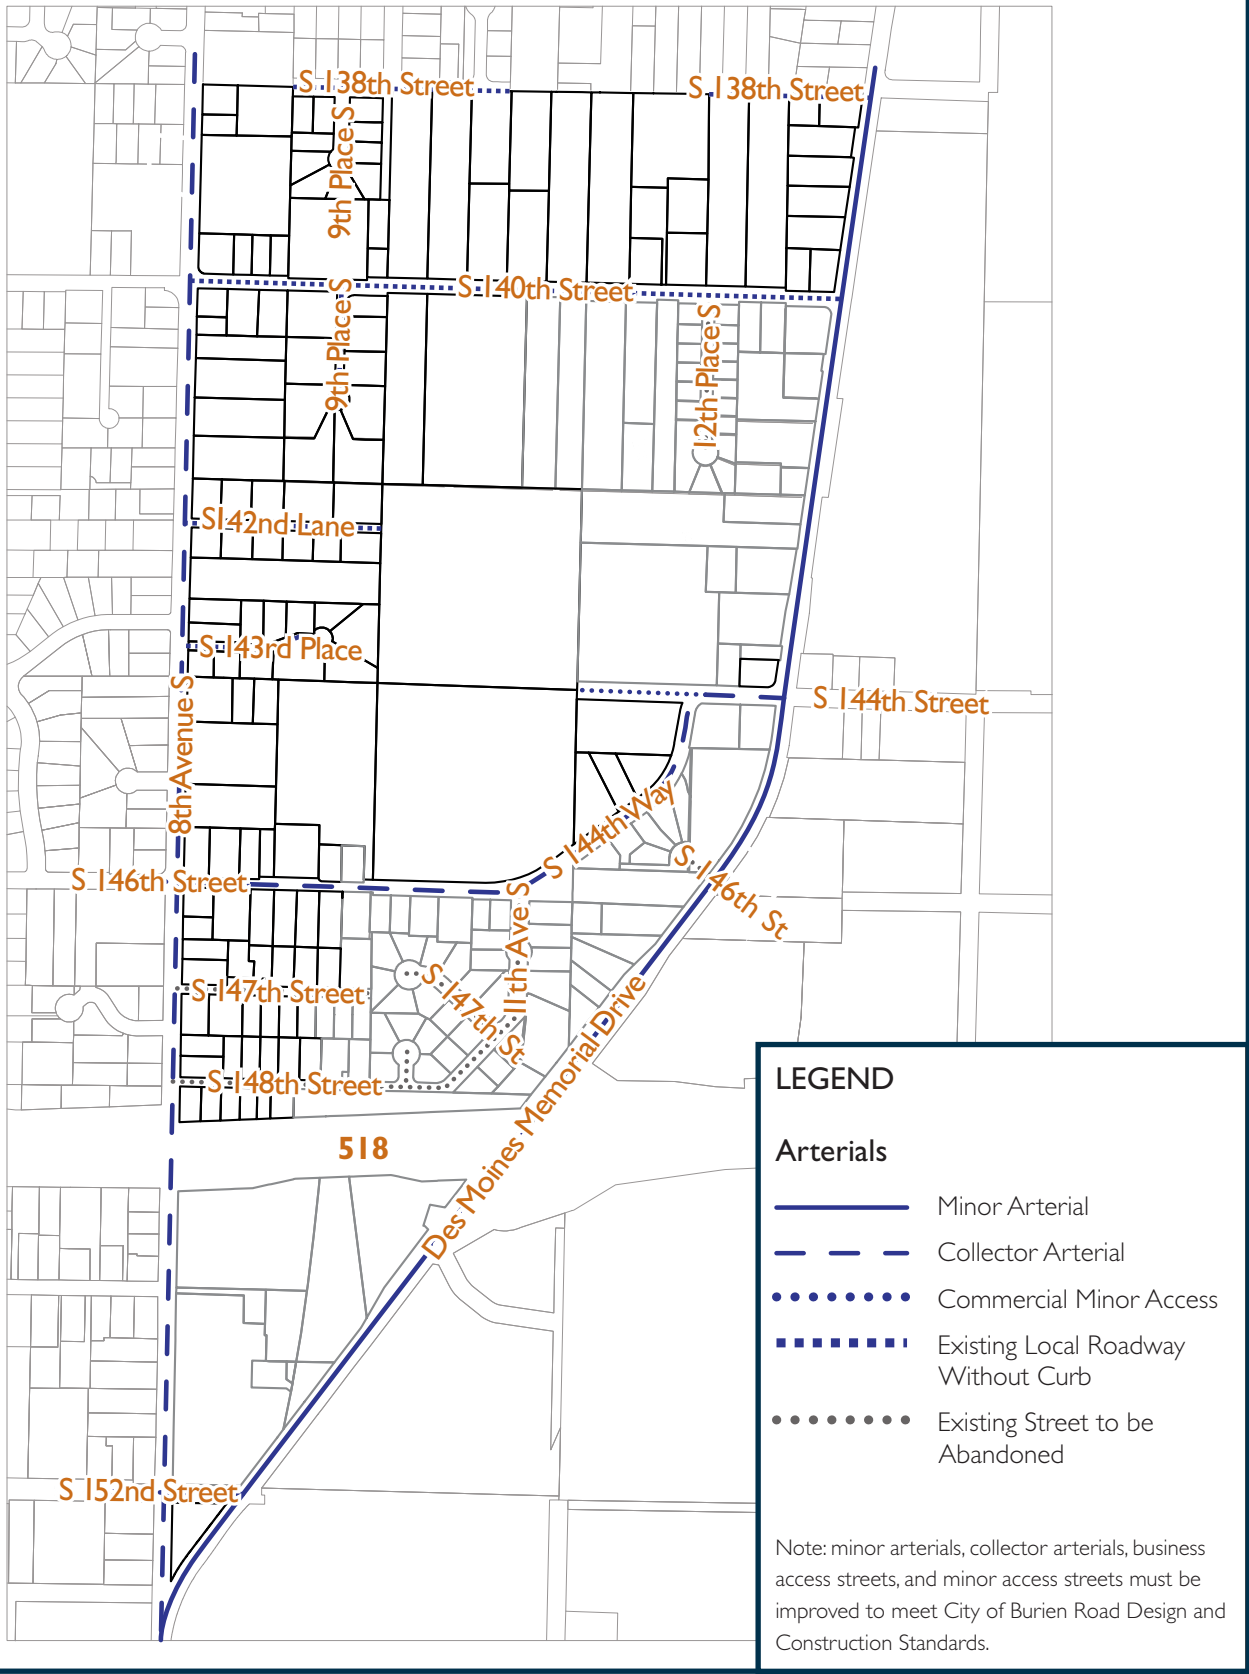 S 138th Street
S 138th Street
9th Place S
S 140th Street
9th Place S
12th Place S
S142nd Lane
S 143rd Place
8th Avenue S
S 144th Street
S 144th Way
S 146th Street
S 146th St
11th Ave S
S 147th Street
S 147th St
S 148th Street
Des Moines Memorial Drive
518
S 152nd Street
LEGEND
Arterials
Minor Arterial
Collector Arterial
Commercial Minor Access
Existing Local Roadway
Without Curb
Existing Street to be
Abandoned
Note: minor arterials, collector arterials, business
access streets, and minor access streets must be
improved to meet City of Burien Road Design and
Construction Standards.